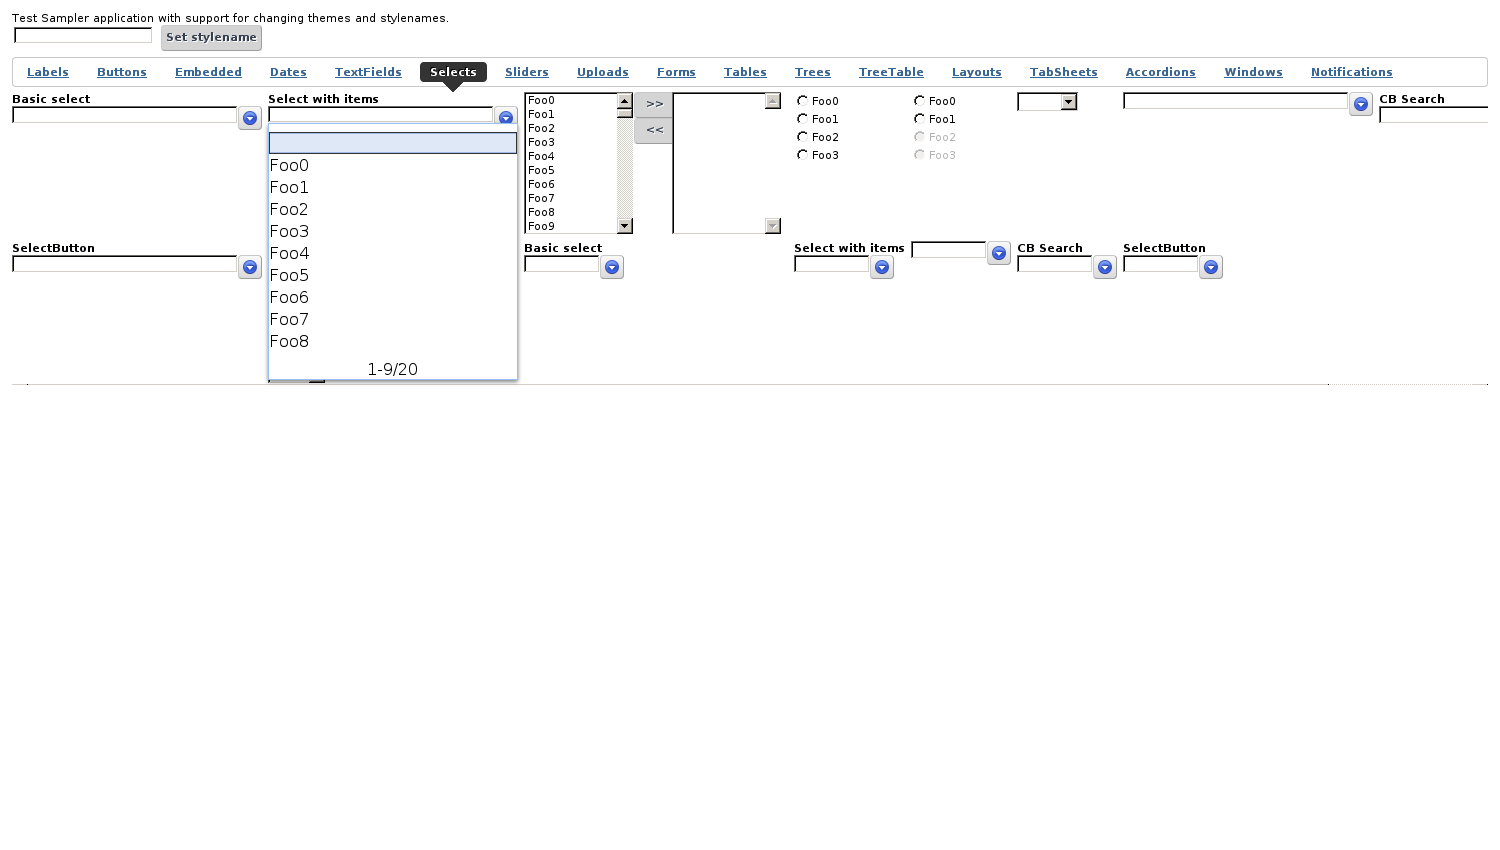 Test Sampler application with support for changing themes and stylenames.
Set stylename
Labels Buttons Embedded Dates TextFields Selects Sliders Uploads Forms Tables Trees TreeTable Layouts TabSheets Accordions Windows Notifications
Basic select
Select with items
Foo0
Foo1
Foo2
Foo3
Foo4
Foo5
Foo6
Foo7
Foo8
1-9/20
Foo0
Foo1
Foo2
Foo3
Foo4
Foo5
Foo6
Foo7
Foo8
Foo9
>>
<<
Foo0
Foo1
Foo2
Foo3
Foo0
Foo1
Foo2
Foo3
CB Search
SelectButton
Basic select
Select with items
CB Search
SelectButton